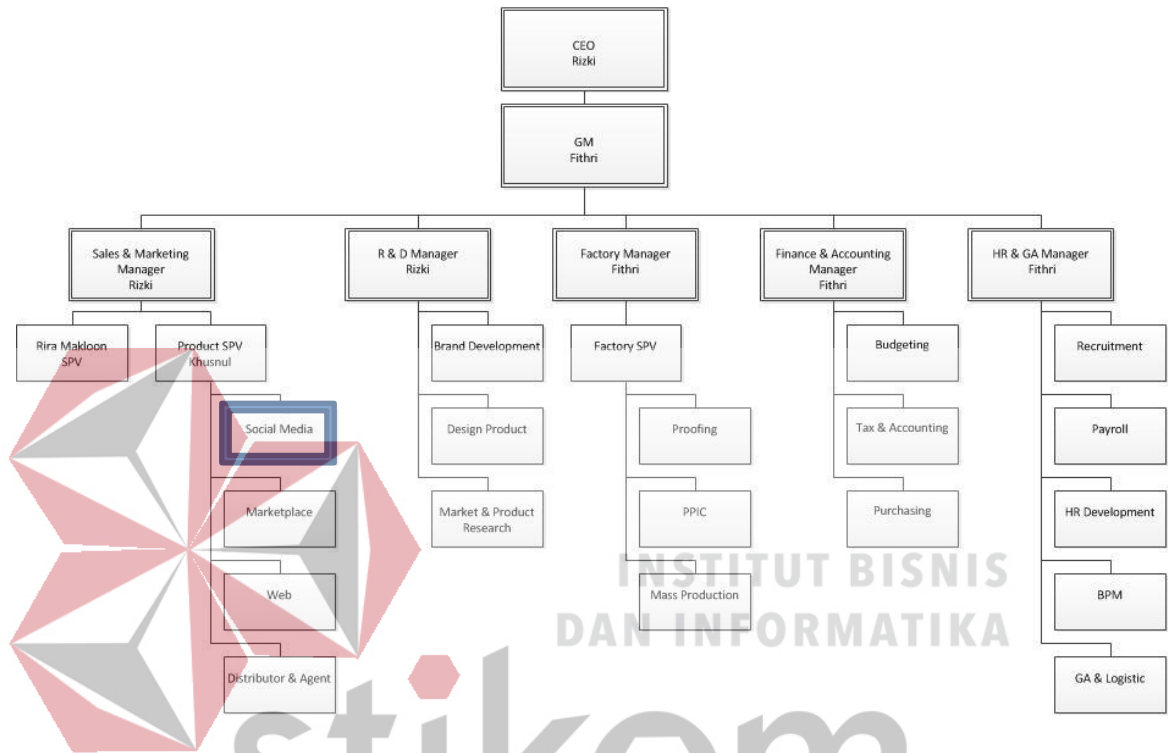 CEO
Rizki
GM
Fithri
Sales & Marketing
Manager
Rizki
R & D Manager
Rizki
Factory Manager
Fithri
Finance & Accounting
Manager
Fithri
HR & GA Manager
Fithri
Rira Makloon
SPV
Product SPV
Khusnul
Brand Development
Factory SPV
Budgeting
Recruitment
Social Media
Design Product
Proofing
Tax & Accounting
Payroll
Marketplace
Market & Product
Research
PPIC
Purchasing
HR Development
Web
Mass Production
BPM
Distributor & Agent
GA & Logistic
INSTITUT BISNIS
DAN INFORMATIKA
stikom